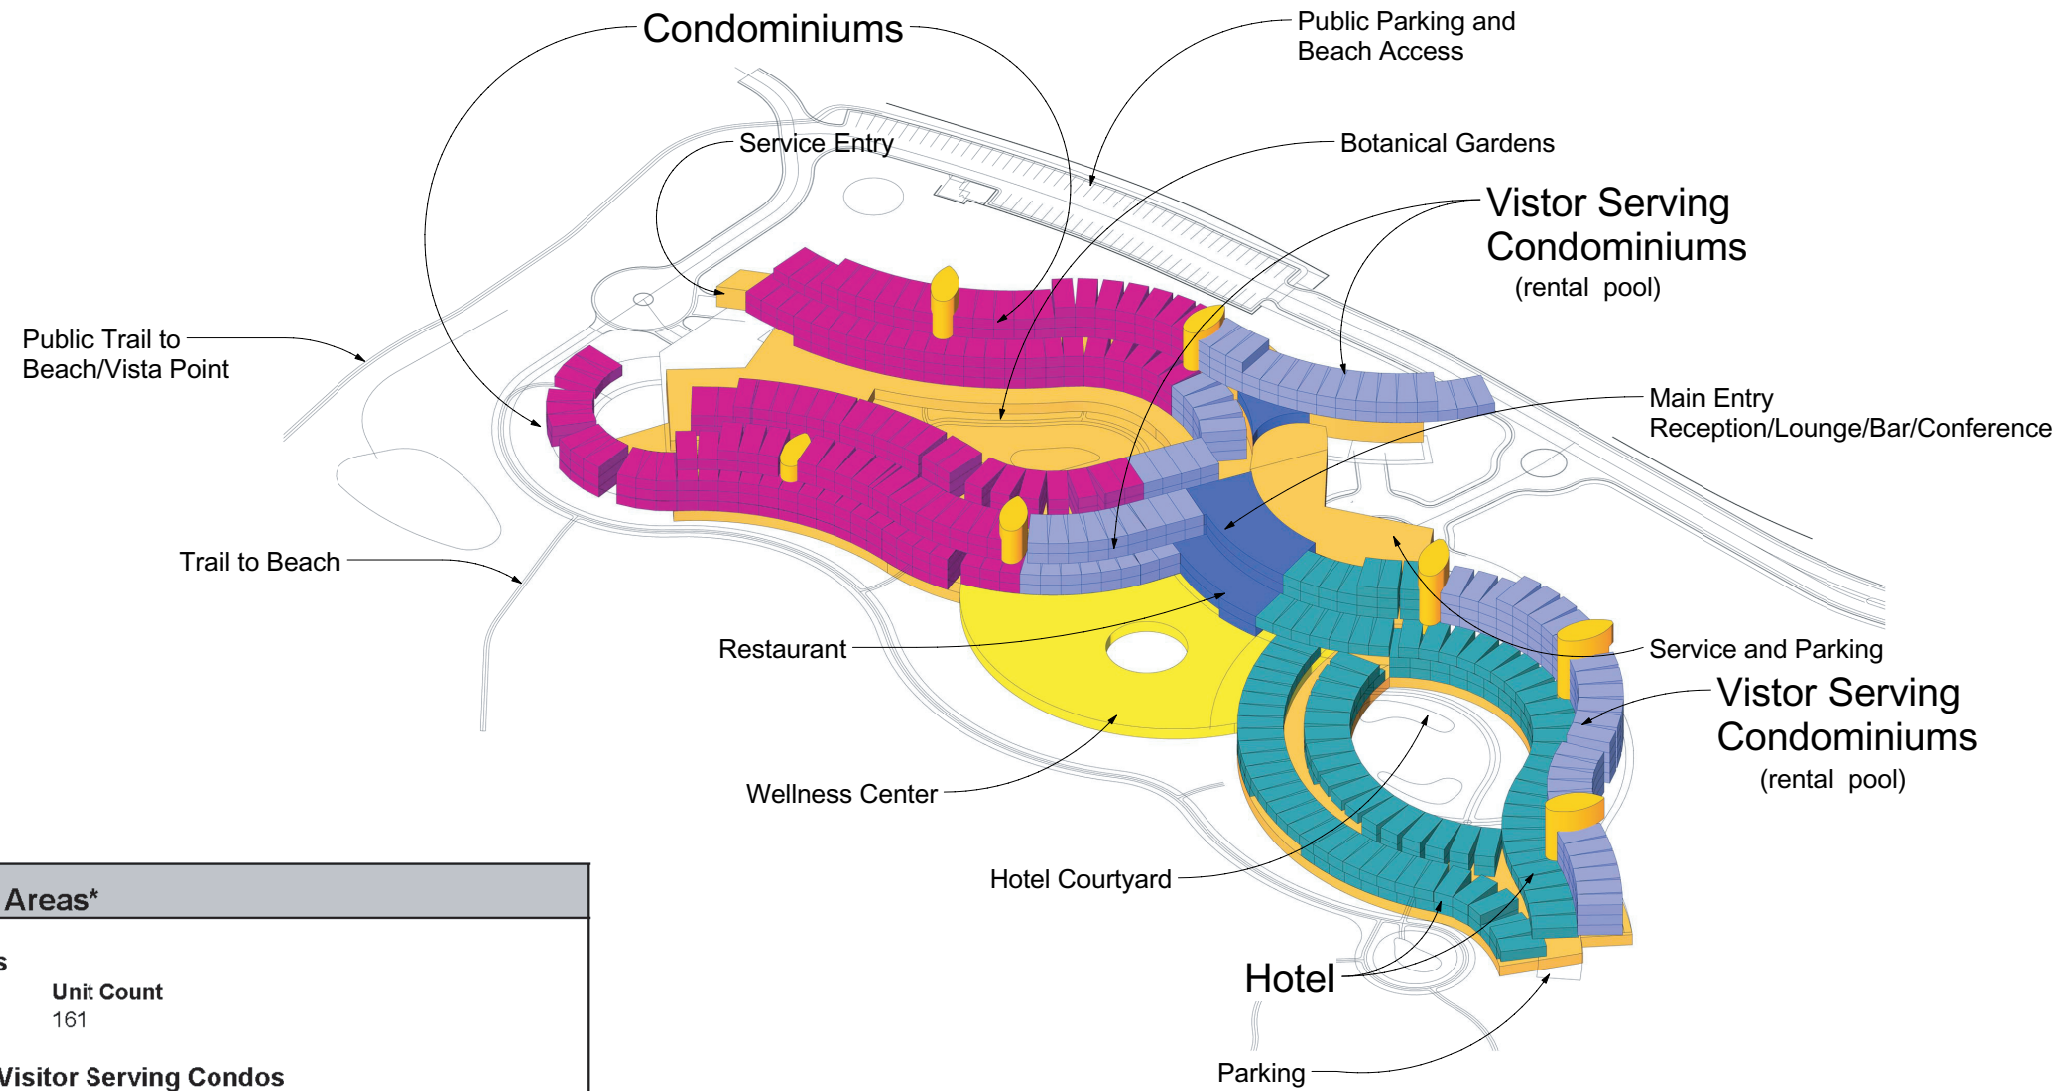 Condominiums
Public Parking and
Beach Access
Service Entry
Botanical Gardens
Vistor Serving
Condominiums
(rental pool)
Public Trail to
Beach/Vista Point
Main Entry
Reception/Lounge/Bar/Conference
Trail to Beach
Restaurant
Service and Parking
Vistor Serving
Condominiums
(rental pool)
Wellness Center
Hotel Courtyard
Hotel
Parking
Areas*
s
Unit Count
161
Visitor Serving Condos